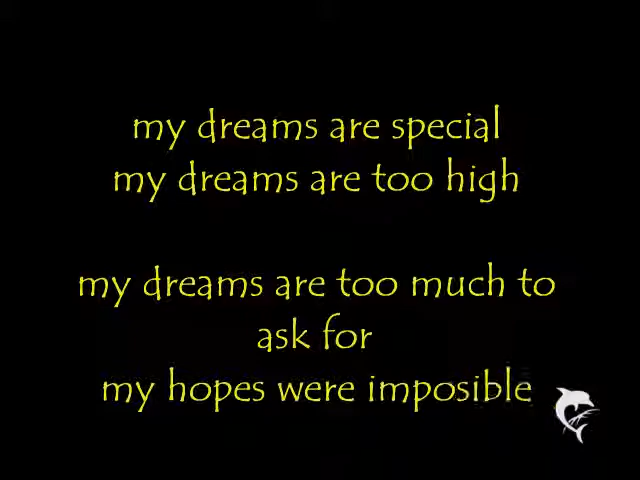 my dreams are special
my dreams are too high
my dreams are too much to
ask for
my hopes were imposible